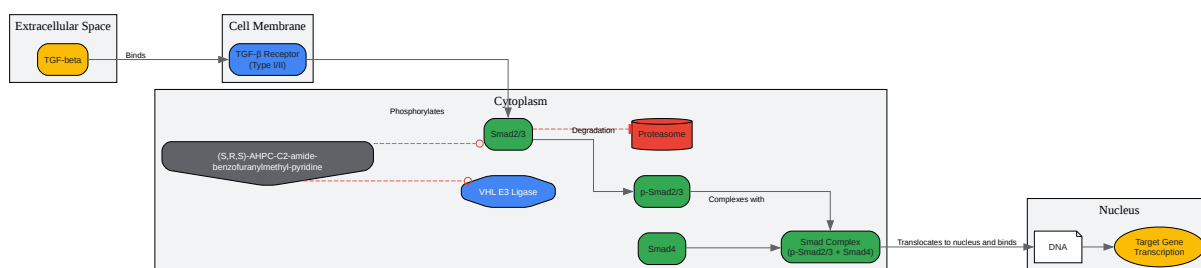 Extracellular Space
Cell Membrane
TGF-beta
Binds
TGF-β Receptor
(Type I/II)
Cytoplasm
Phosphorylates
Smad2/3
Degradation
Proteasome
(S,R,S)-AHPC-C2-amide-
benzofuranylmethyl-pyridine
VHL E3 Ligase
p-Smad2/3
Complexes with
Smad4
Smad Complex
(p-Smad2/3 + Smad4)
Translocates to nucleus and binds
Nucleus
DNA
Target Gene
Transcription